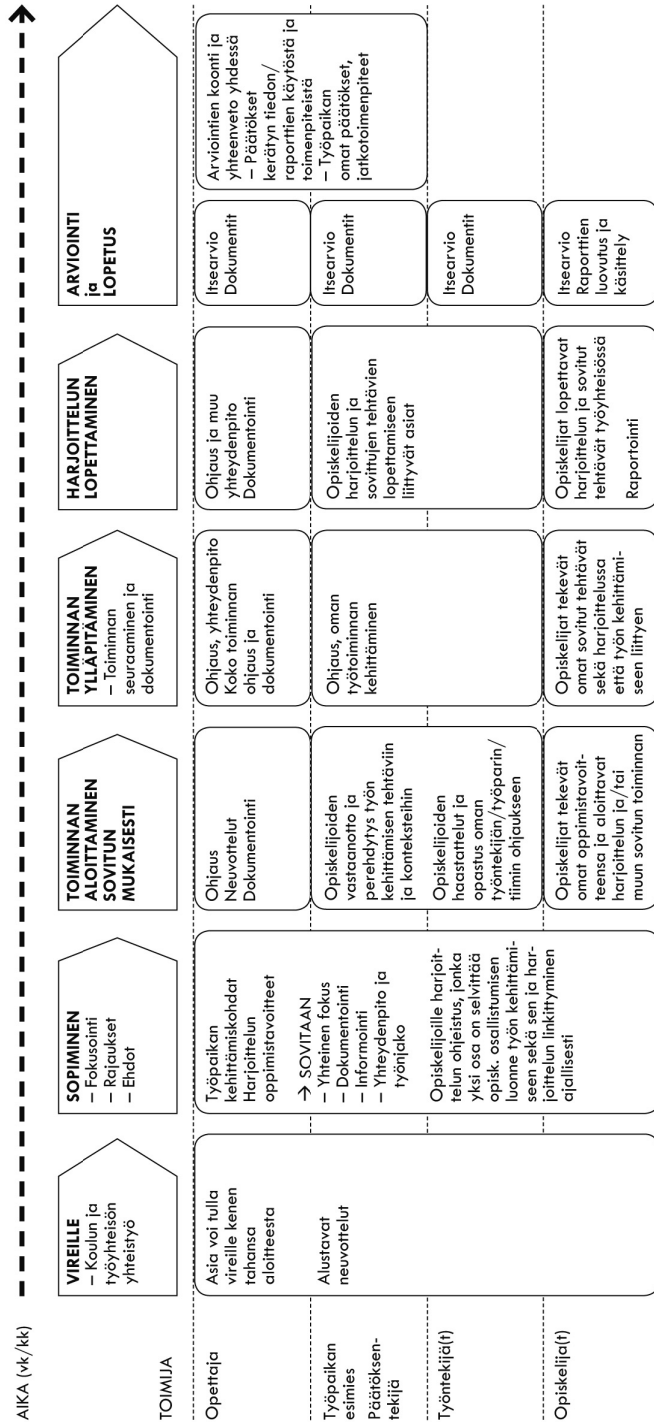 AIKA (vk/kk)
VIREILLE
– Koulun ja
työyhteisön
yhteistyö
SOPIMINEN
– Fokusointi
– Rajaukset
– Ehdot
TOIMINNAN
ALOITTAMINEN
SOVITUN
MUKAISESTI
TOIMINNAN
YLLÄPITÄMINEN
– Toiminnan
seuraaminen ja
dokumentointi
HARJOITTELUN
LOPETTAMINEN
ARVIOINTI
ja
LOPETUS
TOIMIJA
Opettaja
Työpaikan
esimies
Päätöksen-
tekijä
Työntekijä(t)
Opiskelija(t)
Asia voi tulla
vireille kenen
tahansa
aloitteesta
Alustavat
neuvottelut
Työpaikan
kehittämiskohdat
Harjoittelun
oppimistavoitteet
→ SOVITAAN
– Yhteinen fokus
– Dokumentointi
– Informointi
– Yhteydenpito ja
työnjako
Opiskelijoille harjoit-
telun ohjeistus, jonka
yksi osa on selvittää
opisk. osallistumisen
luonne työn kehittämi-
seen sekä sen ja har-
joittelun linkittyminen
ajallisesti
Ohjaus
Neuvottelut
Dokumentointi
Opiskelijoiden
vastaanotto ja
perehdytys työn
kehittämisen tehtäviin
ja konteksteihin
Opiskelijoiden
haastattelut ja
opastus oman
työntekijän/työparin/
tiimin ohjaukseen
Opiskelijat tekevät
omat oppimistavoit-
teensa ja aloittavat
harjoittelun ja/tai
muun sovitun toiminnan
Ohjaus, yhteydenpito
Koko toiminnan
ohjaus ja
dokumentointi
Ohjaus, oman
työtoiminnan
kehittäminen
Opiskelijat tekevät
omat sovitut tehtävät
sekä harjoittelussa
että työn kehittämi-
seen liittyen
Ohjaus ja muu
yhteydenpito
Dokumentointi
Opiskelijoiden
harjoittelun ja
sovittujen tehtävien
lopettamiseen
liittyvät asiat
Opiskelijat lopettavat
harjoittelun ja sovitut
tehtävät työyhteisössä
Raportointi
Itsearvio
Dokumentit
Itsearvio
Dokumentit
Itsearvio
Dokumentit
Itsearvio
Raporttien
luovutus ja
käsittely
Arviointien koonti ja
yhteenveto yhdessä
– Päätökset
kerätyn tiedon/
raporttien käytöstä ja
toimenpiteistä
– Työpaikan
omat päätökset,
jatkotoimenpiteet